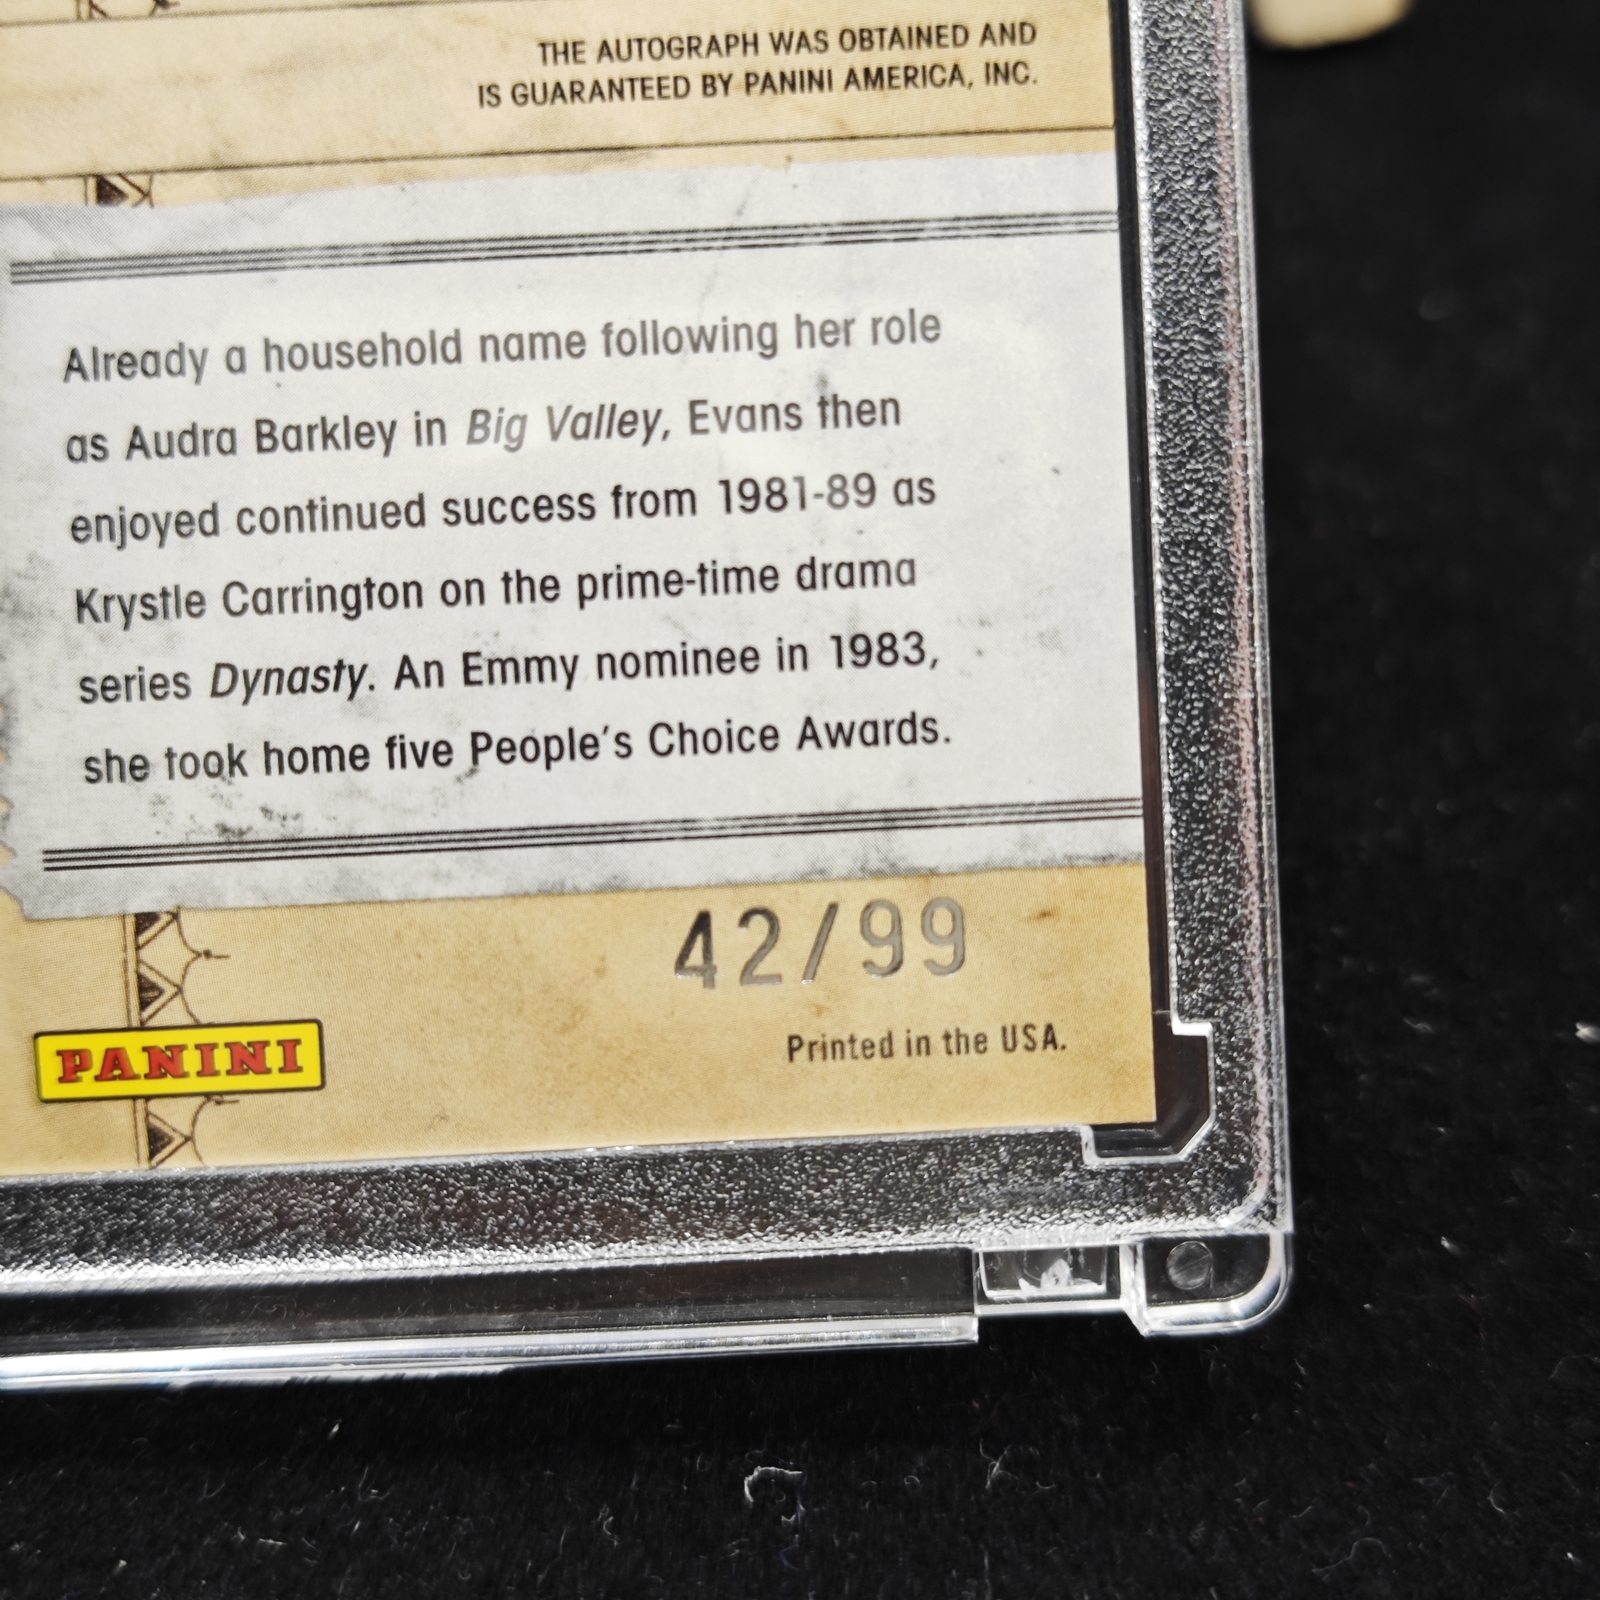 THE AUTOGRAPH WAS OBTAINED AND
IS GUARANTEED BY PANINI AMERICA, INC.
Already a household name following her role
as Audra Barkley in Big Valley, Evans then
enjoyed continued success from 1981-89 as
Krystle Carrington on the prime-time drama
series Dynasty. An Emmy nominee in 1983,
she took home five People's Choice Awards.
42/99
Printed in the USA.
PANINI